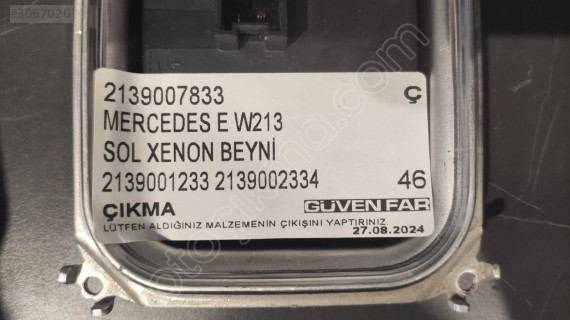 #3067020
2139007833 Ç
MERCEDES E W213
SOL XENON BEYNİ
2139001233 2139002334 46
ÇIKMA GÜVEN FAR
LÜTFEN ALDIĞINIZ MALZEMENİN ÇIKIŞINI YAPTIRINIZ.
27.08.2024